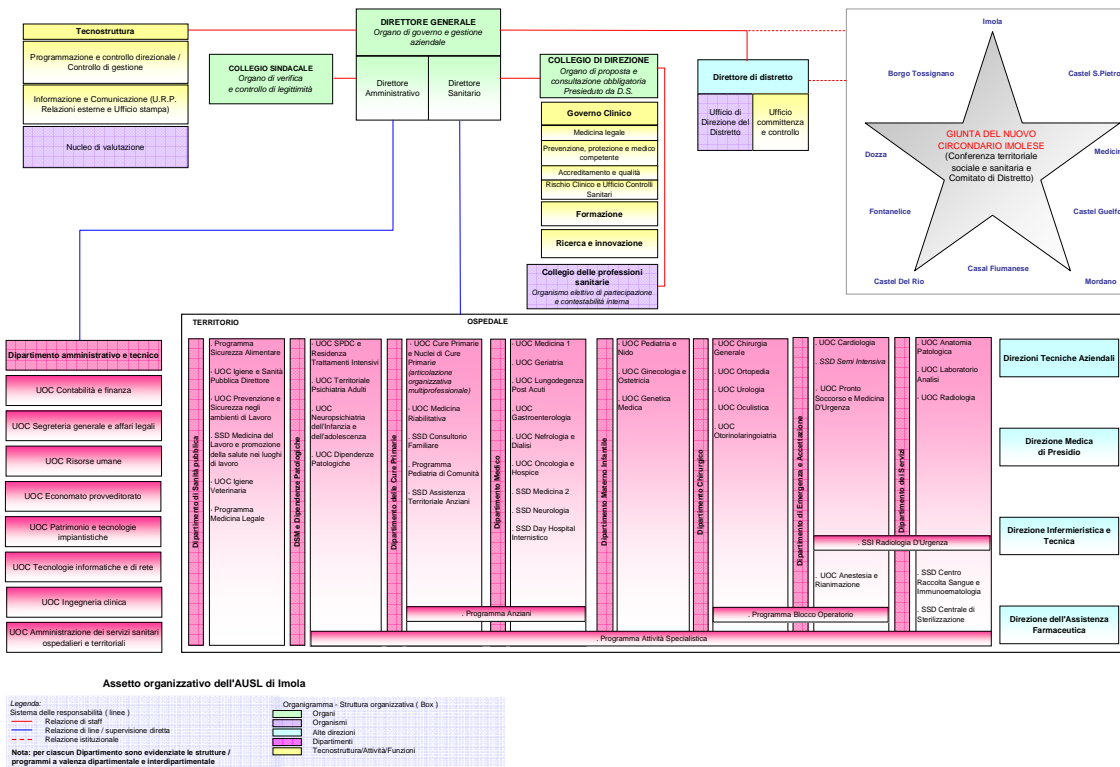 Tecnostruttura
Programmazione e controllo direzionale /
Controllo di gestione
Informazione e Comunicazione (U.R.P.
Relazioni esterne e Ufficio stampa)
Nucleo di valutazione
DIRETTORE GENERALE
Organo di governo e gestione
aziendale
Direttore
Amministrativo
Direttore
Sanitario
COLLEGIO SINDACALE
Organo di verifica
e controllo di legittimità
COLLEGIO DI DIREZIONE
Organo di proposta e
consultazione obbligatoria
Presieduto da D.S.
Governo Clinico
Medicina legale
Prevenzione, protezione e medico
competente
Accreditamento e qualità
Rischio Clinico e Ufficio Controlli
Sanitari
Formazione
Ricerca e innovazione
Collegio delle professioni
sanitarie
Organismo elettivo di partecipazione
e contestabilità interna
Direttore di distretto
Ufficio di
Direzione del
Distretto
Ufficio
committenza
e controllo
Imola
Borgo Tossignano
Castel S.Pietro
GIUNTA DEL NUOVO
CIRCONDARIO IMOLESE
(Conferenza territoriale
sociale e sanitaria e
Comitato di Distretto)
Dozza
Medicin
Fontanelice
Castel Guelfo
Casal Fiumanese
Castel Del Rio
Mordano
Dipartimento amministrativo e tecnico
UOC Contabilità e finanza
UOC Segreteria generale e affari legali
UOC Risorse umane
UOC Economato provveditorato
UOC Patrimonio e tecnologie
impiantistiche
UOC Tecnologie informatiche e di rete
UOC Ingegneria clinica
UOC Amministrazione dei servizi sanitari
ospedalieri e territoriali
TERRITORIO
OSPEDALE
Dipartimento di Sanità pubblica
. Programma
Sicurezza Alimentare
- UOC Igiene e Sanità
Pubblica Direttore
- UOC Prevenzione e
Sicurezza negli
ambienti di Lavoro
. SSD Medicina del
Lavoro e promozione
della salute nei luoghi
di lavoro
- UOC Igiene
Veterinaria
- Programma
Medicina Legale
DSM e Dipendenze Patologiche
- UOC SPDC e
Residenza
Trattamenti Intensivi
. UOC Territoriale
Psichiatria Adulti
. UOC
Neuropsichiatria
dell'Infanzia e
dell'adolescenza
. UOC Dipendenze
Patologiche
Dipartimento delle Cure Primarie
- UOC Cure Primarie
e Nuclei di Cure
Primarie
(articolazione
organizzativa
multiprofessionale)
- UOC Medicina
Riabilitativa
. SSD Consultorio
Familiare
. Programma
Pediatria di Comunità
- SSD Assistenza
Territoriale Anziani
Dipartimento Medico
. UOC Medicina 1
. UOC Geriatria
. UOC Lungodegenza
Post Acuti
. UOC
Gastroenterologia
. UOC Nefrologia e
Dialisi
. UOC Oncologia e
Hospice
. SSD Medicina 2
. SSD Neurologia
. SSD Day Hospital
Internistico
Dipartimento Materno Infantile
- UOC Pediatria e
Nido
. UOC Ginecologia e
Ostetricia
. UOC Genetica
Medica
Dipartimento Chirurgico
. UOC Chirurgia
Generale
. UOC Ortopedia
. UOC Urologia
. UOC Oculistica
. UOC
Otorinolaringoiatria
Dipartimento di Emergenza e Accettazione
. UOC Cardiologia
. SSD Semi Intensiva
. UOC Pronto
Soccorso e Medicina
D'Urgenza
. UOC Anestesia e
Rianimazione
Dipartimento dei Servizi
- UOC Anatomia
Patologica
. UOC Laboratorio
Analisi
- UOC Radiologia
. SSD Centro
Raccolta Sangue e
Immunoematologia
. SSD Centrale di
Sterilizzazione
. SSI Radiologia D'Urgenza
. Programma Anziani
. Programma Blocco Operatorio
. Programma Attività Specialistica
Direzioni Tecniche Aziendali
Direzione Medica
di Presidio
Direzione Infermieristica e
Tecnica
Direzione dell'Assistenza
Farmaceutica
Assetto organizzativo dell'AUSL di Imola
Legenda:
Sistema delle responsabilità ( linee )
Relazione di staff
Relazione di line / supervisione diretta
Relazione istituzionale
Nota: per ciascun Dipartimento sono evidenziate le strutture /
programmi a valenza dipartimentale e interdipartimentale
Organigramma - Struttura organizzativa ( Box )
Organi
Organismi
Alte direzioni
Dipartimenti
Tecnostruttura/Attività/Funzioni